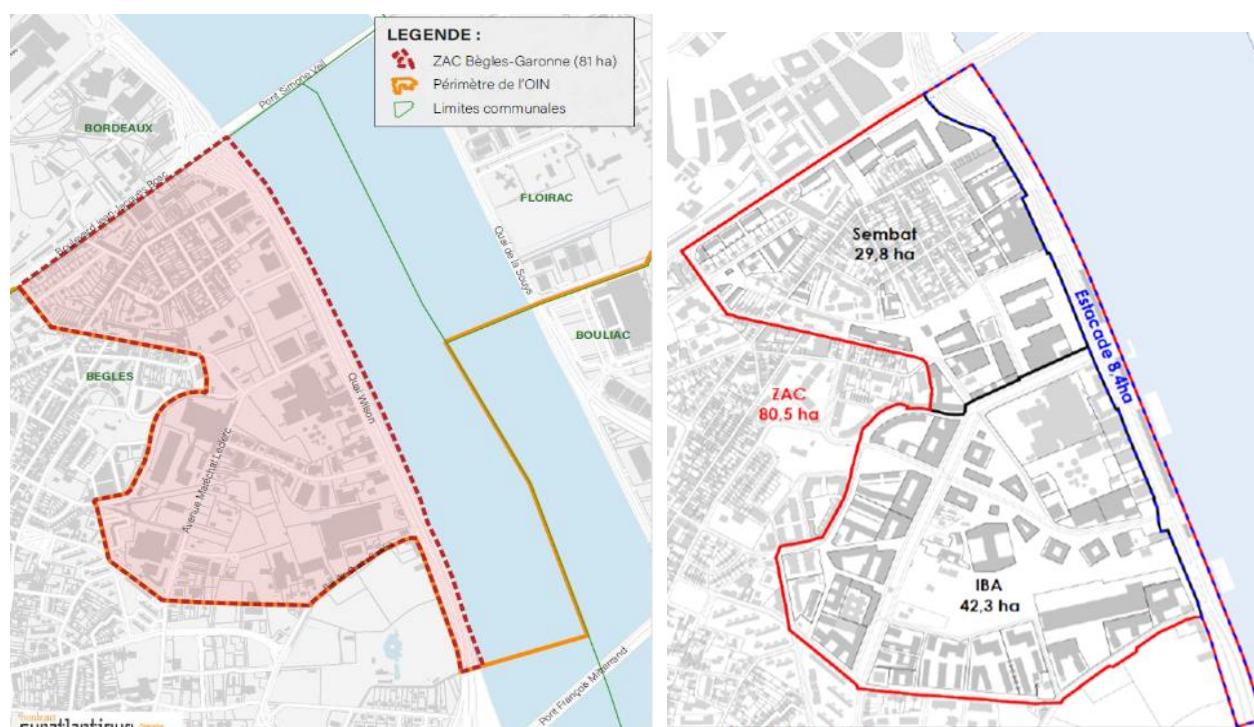 LEGENDE :
ZAC Bègles-Garonne (81 ha)
Périmètre de l'OIN
Limites communales
Pont Simone Veil
BORDEAUX
Boulevard Jean Jacques Bosc
FLOIRAC
Quai de la Souys
BOULIAC
BEGLES
Quai Wilson
Avenue Maréchal Leclerc
Pont François Mitterrand
Sembat
29,8 ha
Estacade 8,4ha
ZAC
80,5 ha
IBA
42,3 ha